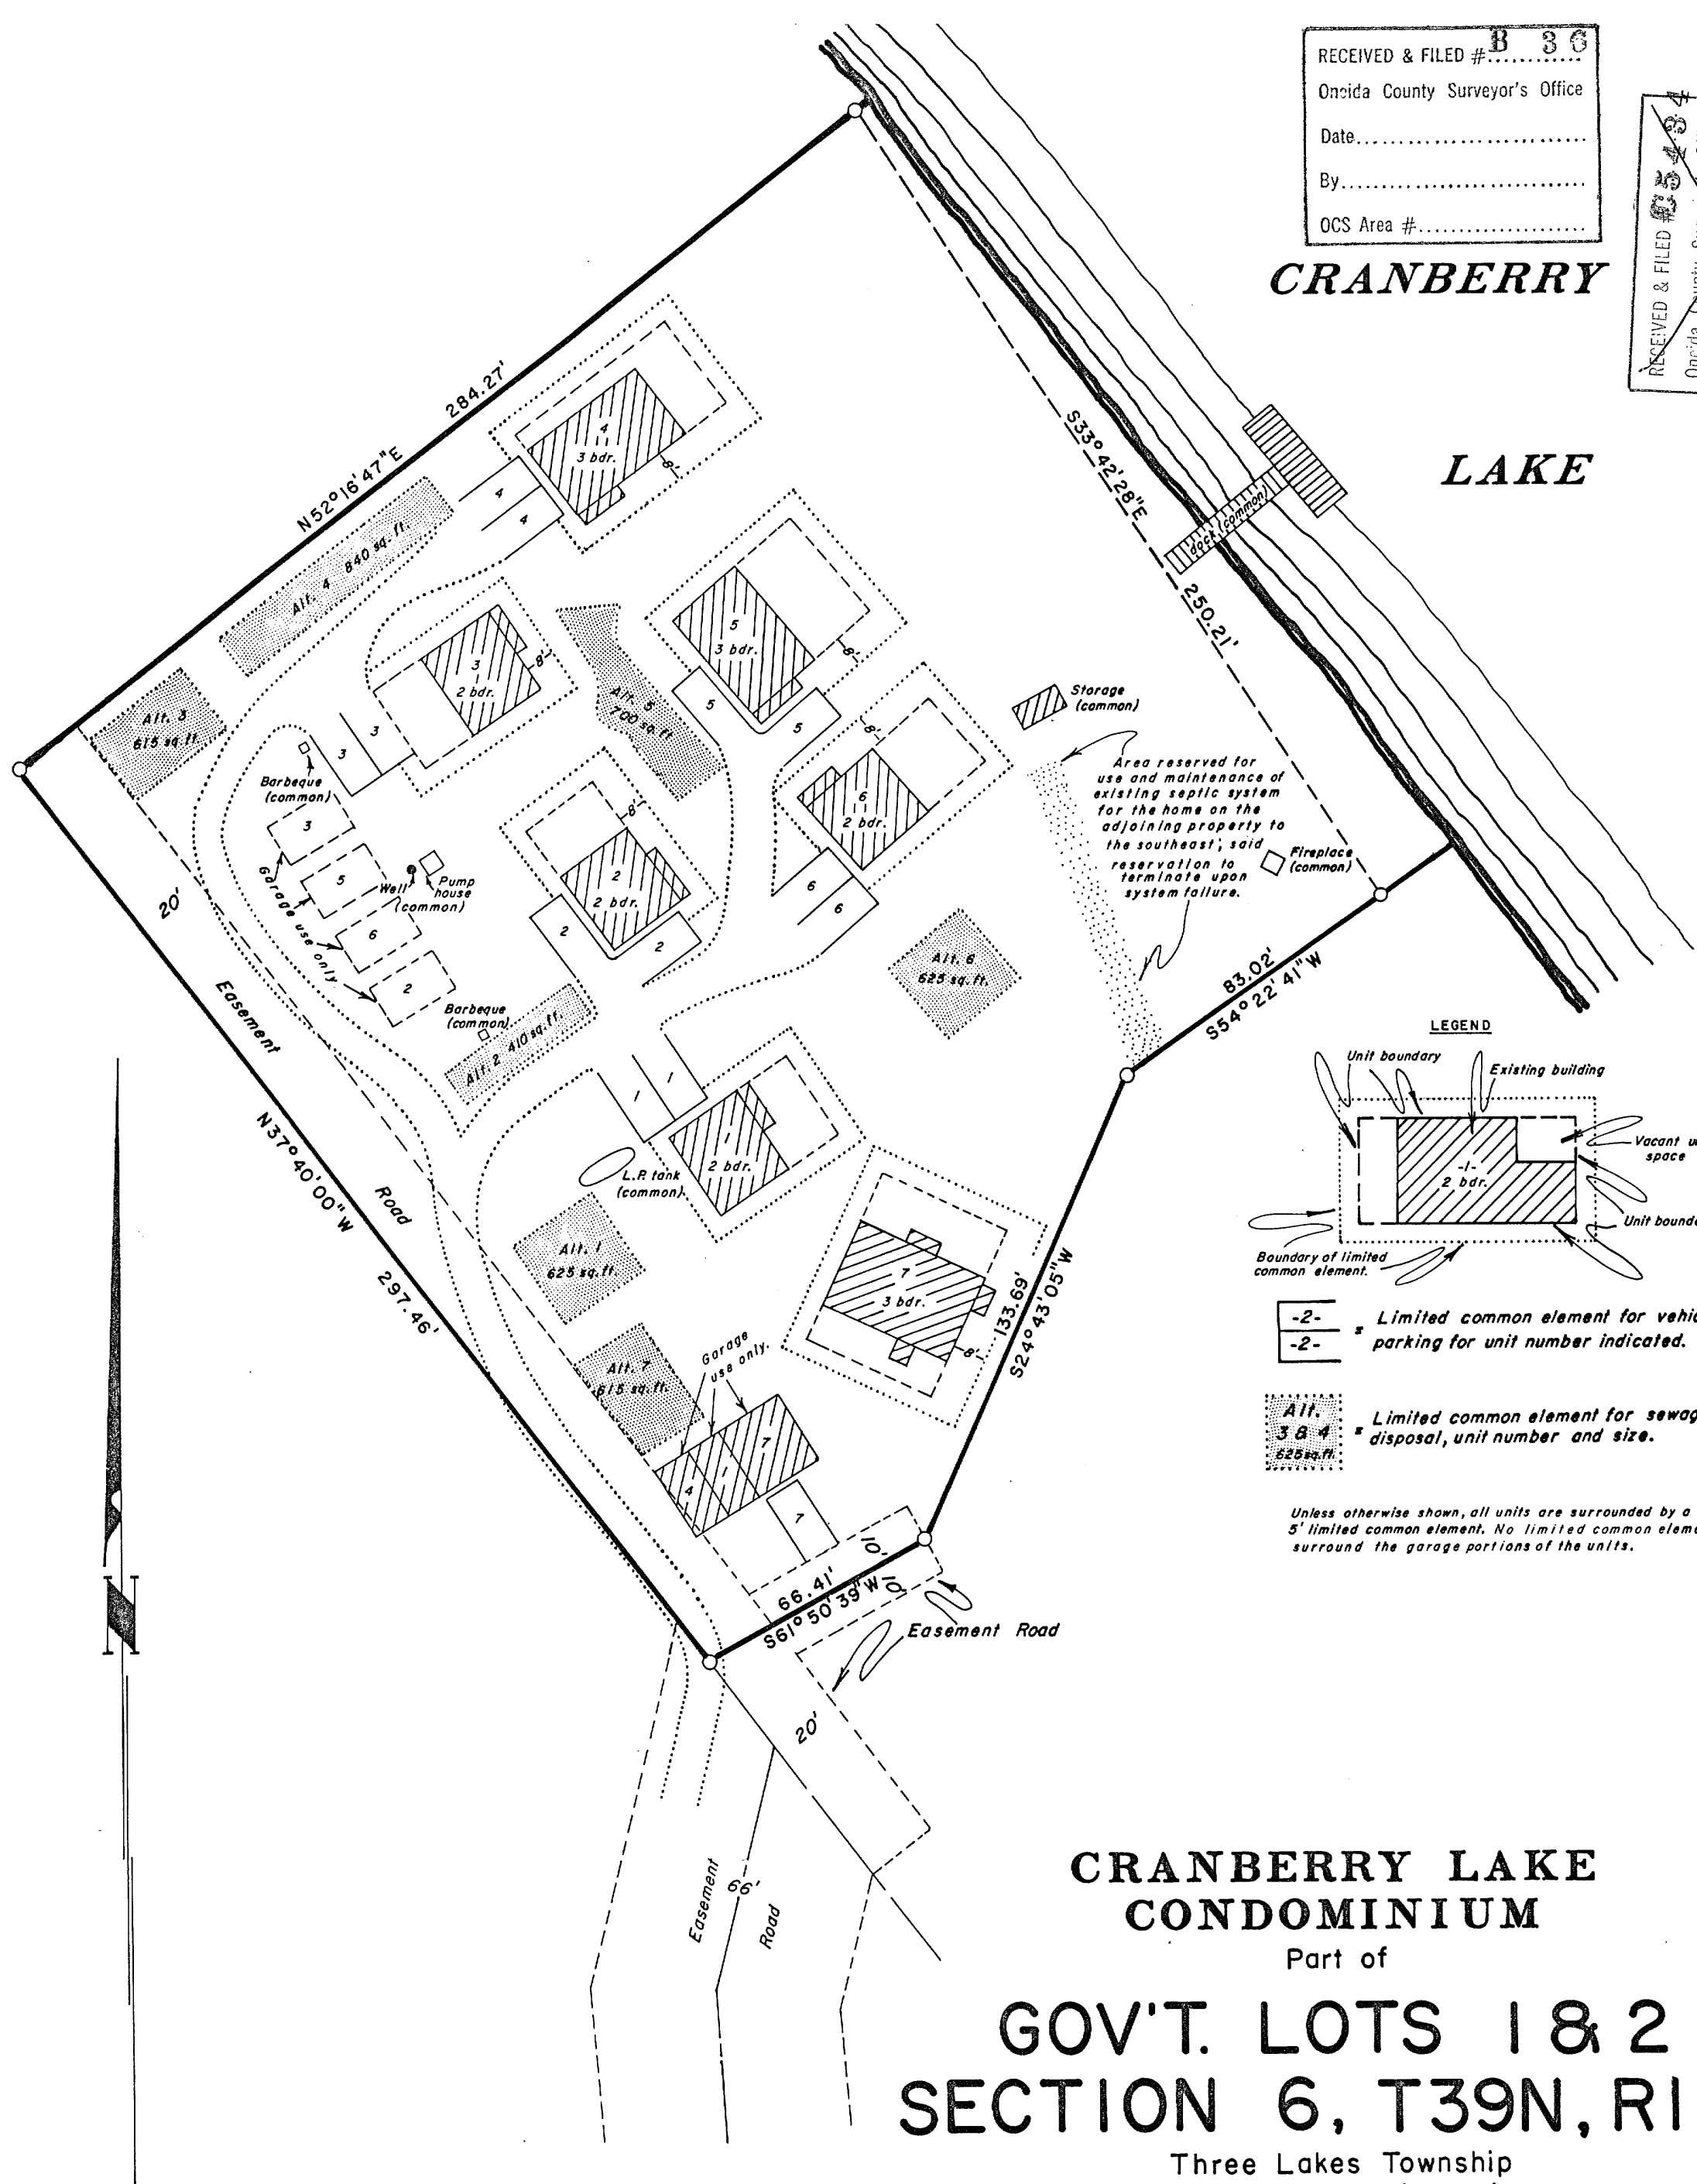 RECEIVED & FILED # B 36
Oneida County Surveyor's Office
Date
By
OCS Area #
RECEIVED & FILED #
CRANBERRY
LAKE
284.27'
N52°16'47"E
S33°42'28"E
250.21'
dock (common)
4
3 bdr.
8'
4
4
Alt. 4 840 sq. ft.
3
2 bdr.
8'
3
3
Alt. 3
615 sq. ft.
Alt. 5
700 sq. ft.
5
3 bdr.
8'
5
5
Storage
(common)
Area reserved for
use and maintenance of
existing septic system
for the home on the
adjoining property to
the southeast; said
reservation to
terminate upon
system failure.
Fireplace
(common)
8'
6
2 bdr.
6
6
Barbeque
(common)
3
5
6
2
Garage use only.
Well
Pump
house
(common)
8'
2
2 bdr.
2
2
Barbeque
(common)
Alt. 2 410 sq. ft.
Alt. 6
625 sq. ft.
83.02'
S54°22'41"W
20'
Easement
Road
N37°40'00"W
297.46'
1
1
1
2 bdr.
L.P. tank
(common)
Alt. 1
625 sq. ft.
7
3 bdr.
8'
133.69'
S24°43'05"W
Alt. 7
615 sq. ft.
Garage
use only.
4
7
7
10'
10'
66.41'
S61°50'39"W
Easement Road
20'
Easement
66'
Road
N
LEGEND
Unit boundary
Existing building
Vacant
space
-1-
2 bdr.
Unit
Boundary of limited
common element.
-2-
-2-
= Limited common element for
parking for unit number indicated.
Alt.
3 & 4
625 sq. ft.
= Limited common element for
disposal, unit number and size.
Unless otherwise shown, all units are surrounded by a
5' limited common element. No limited common
surround the garage portions of the units.
CRANBERRY LAKE
CONDOMINIUM
Part of
GOV'T. LOTS 1 & 2
SECTION 6, T39N, R1
Three Lakes Township